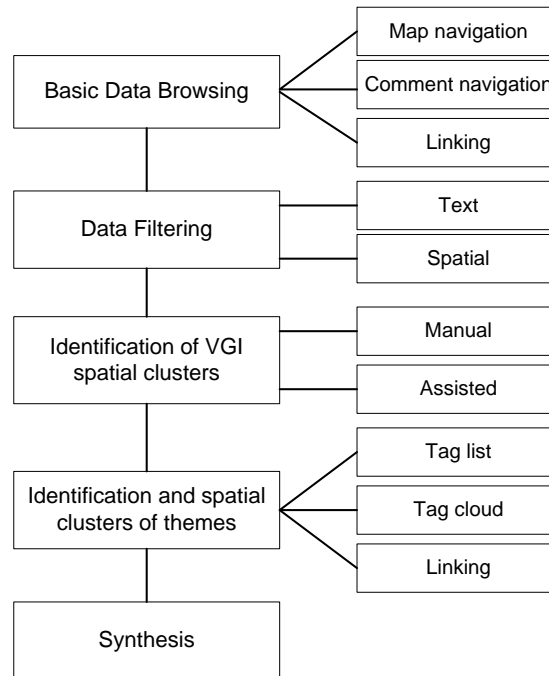 Basic Data Browsing
Map navigation
Comment navigation
Linking
Data Filtering
Text
Spatial
Identification of VGI
spatial clusters
Manual
Assisted
Identification and spatial
clusters of themes
Tag list
Tag cloud
Linking
Synthesis